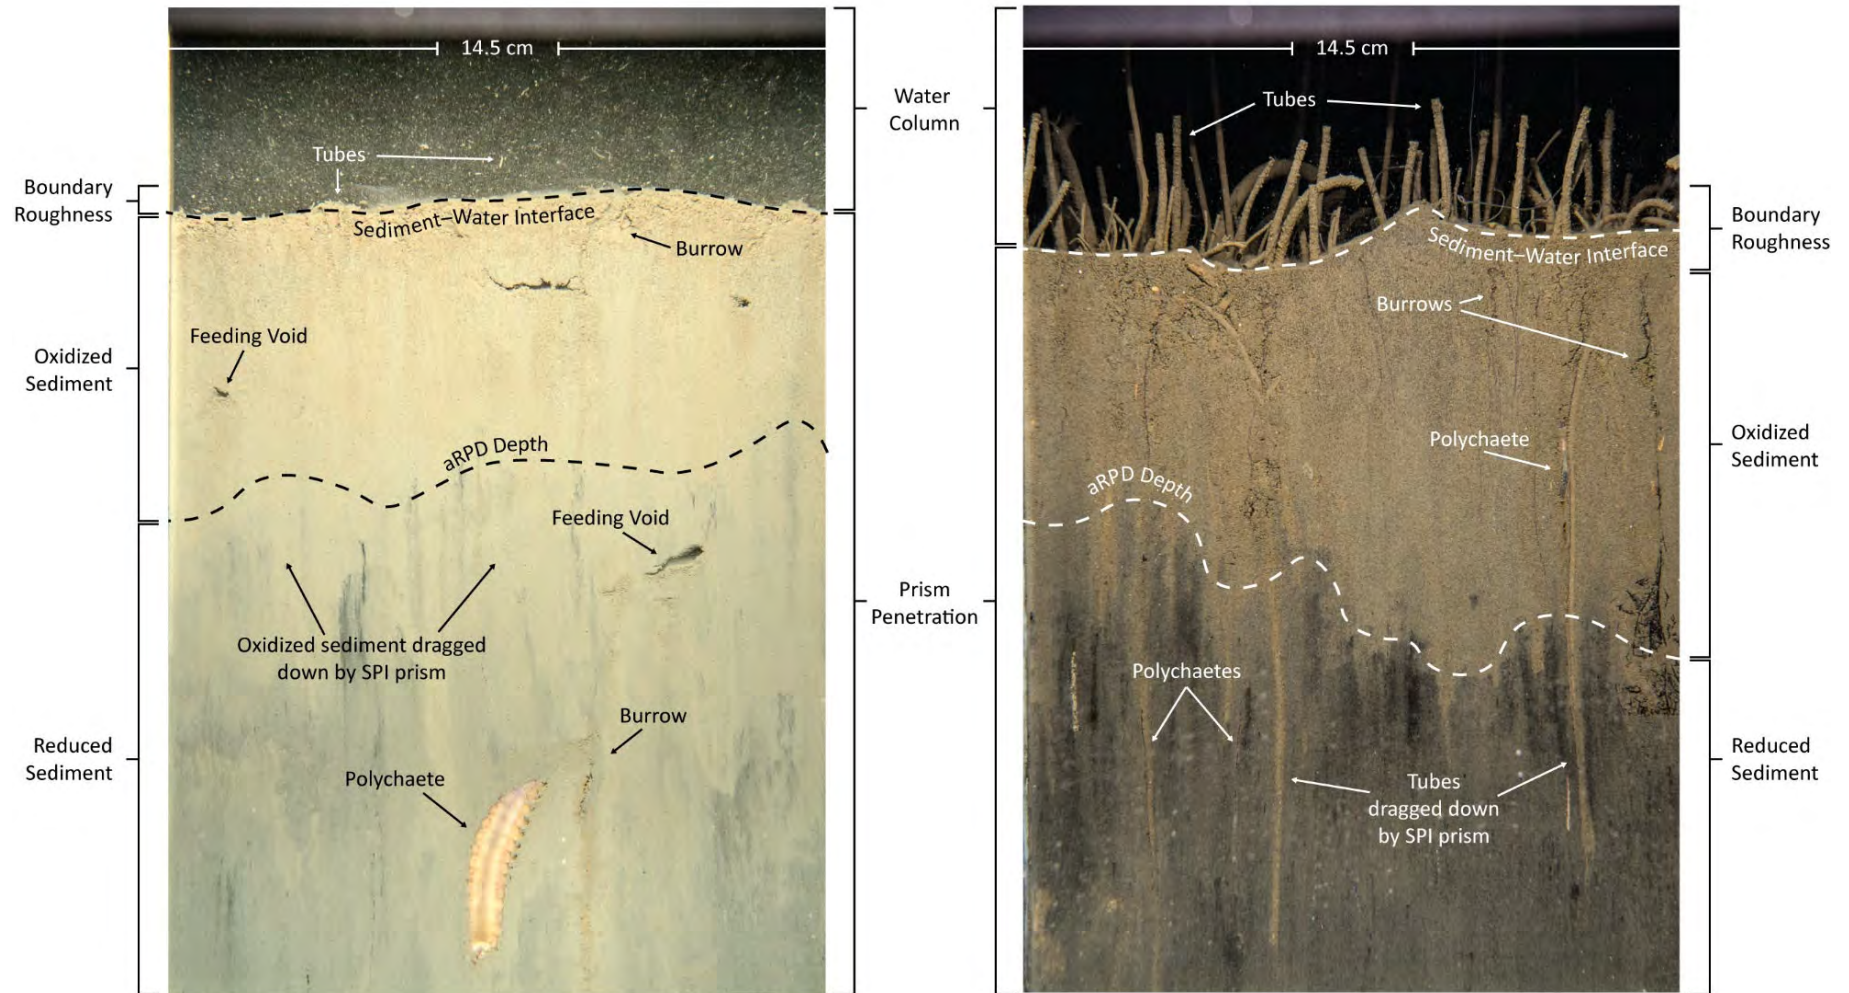 14.5 cm
Tubes
Boundary
Roughness
Sediment–Water Interface
Burrow
Feeding Void
Oxidized
Sediment
aRPD Depth
Feeding Void
Oxidized sediment dragged
down by SPI prism
Burrow
Reduced
Sediment
Polychaete
Water
Column
Prism
Penetration
14.5 cm
Tubes
Boundary
Roughness
Sediment–Water Interface
Burrows
Polychaete
Oxidized
Sediment
aRPD Depth
Polychaetes
Tubes
dragged down
by SPI prism
Reduced
Sediment